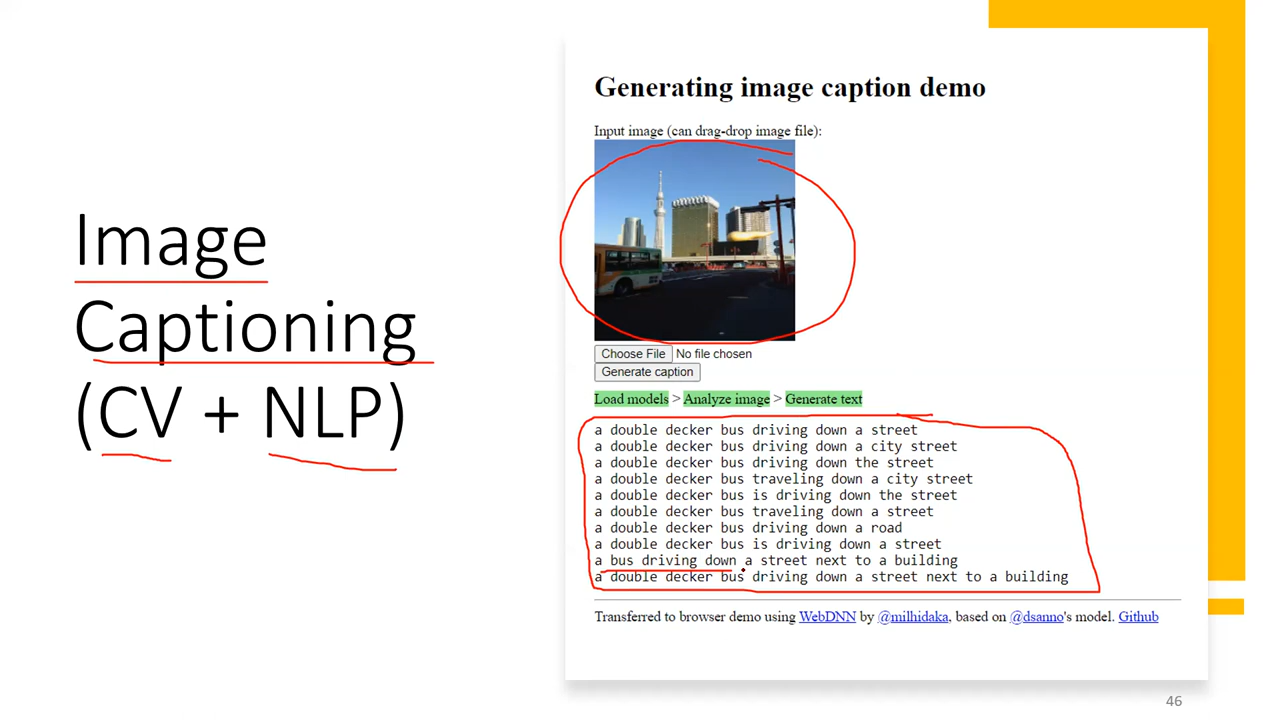 Image
Captioning
(CV + NLP)
Generating image caption demo
Input image (can drag-drop image file):
Choose File No file chosen
Generate caption
Load models > Analyze image > Generate text
a double decker bus driving down a street
a double decker bus driving down a city street
a double decker bus driving down the street
a double decker bus traveling down a city street
a double decker bus is driving down the street
a double decker bus traveling down a street
a double decker bus driving down a road
a double decker bus is driving down a street
a bus driving down a street next to a building
a double decker bus driving down a street next to a building
Transferred to browser demo using WebDNN by @milhidaka, based on @dsanno's model. Github
46